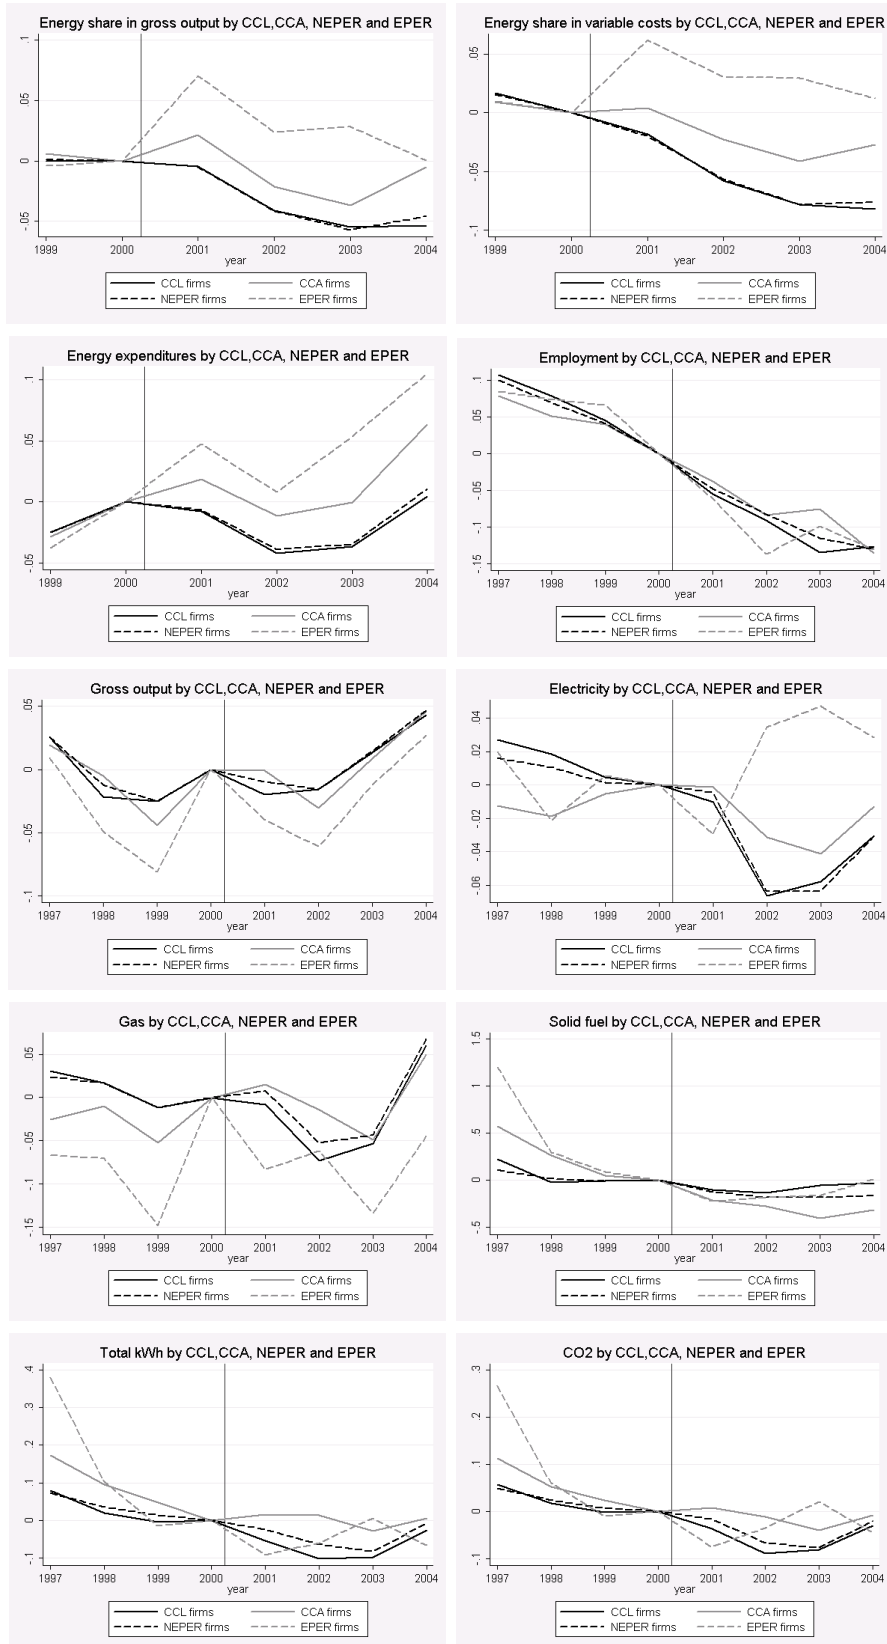 Energy share in gross output by CCL,CCA, NEPER and EPER
.1
.05
0
-.05
1999 2000 2001 2002 2003 2004
year
CCL firms CCA firms
NEPER firms EPER firms
Energy share in variable costs by CCL,CCA, NEPER and EPER
.05
0
-.05
-.1
1999 2000 2001 2002 2003 2004
year
CCL firms CCA firms
NEPER firms EPER firms
Energy expenditures by CCL,CCA, NEPER and EPER
.1
.05
0
-.05
1999 2000 2001 2002 2003 2004
year
CCL firms CCA firms
NEPER firms EPER firms
Employment by CCL,CCA, NEPER and EPER
.1
.05
0
-.05
-.1
-.15
1997 1998 1999 2000 2001 2002 2003 2004
year
CCL firms CCA firms
NEPER firms EPER firms
Gross output by CCL,CCA, NEPER and EPER
.05
0
-.05
-.1
1997 1998 1999 2000 2001 2002 2003 2004
year
CCL firms CCA firms
NEPER firms EPER firms
Electricity by CCL,CCA, NEPER and EPER
.04
.02
0
-.02
-.04
-.06
1997 1998 1999 2000 2001 2002 2003 2004
year
CCL firms CCA firms
NEPER firms EPER firms
Gas by CCL,CCA, NEPER and EPER
.05
0
-.05
-.1
-.15
1997 1998 1999 2000 2001 2002 2003 2004
year
CCL firms CCA firms
NEPER firms EPER firms
Solid fuel by CCL,CCA, NEPER and EPER
1.5
1
.5
0
-.5
1997 1998 1999 2000 2001 2002 2003 2004
year
CCL firms CCA firms
NEPER firms EPER firms
Total kWh by CCL,CCA, NEPER and EPER
.4
.3
.2
.1
0
-.1
1997 1998 1999 2000 2001 2002 2003 2004
year
CCL firms CCA firms
NEPER firms EPER firms
CO2 by CCL,CCA, NEPER and EPER
.3
.2
.1
0
-.1
1997 1998 1999 2000 2001 2002 2003 2004
year
CCL firms CCA firms
NEPER firms EPER firms